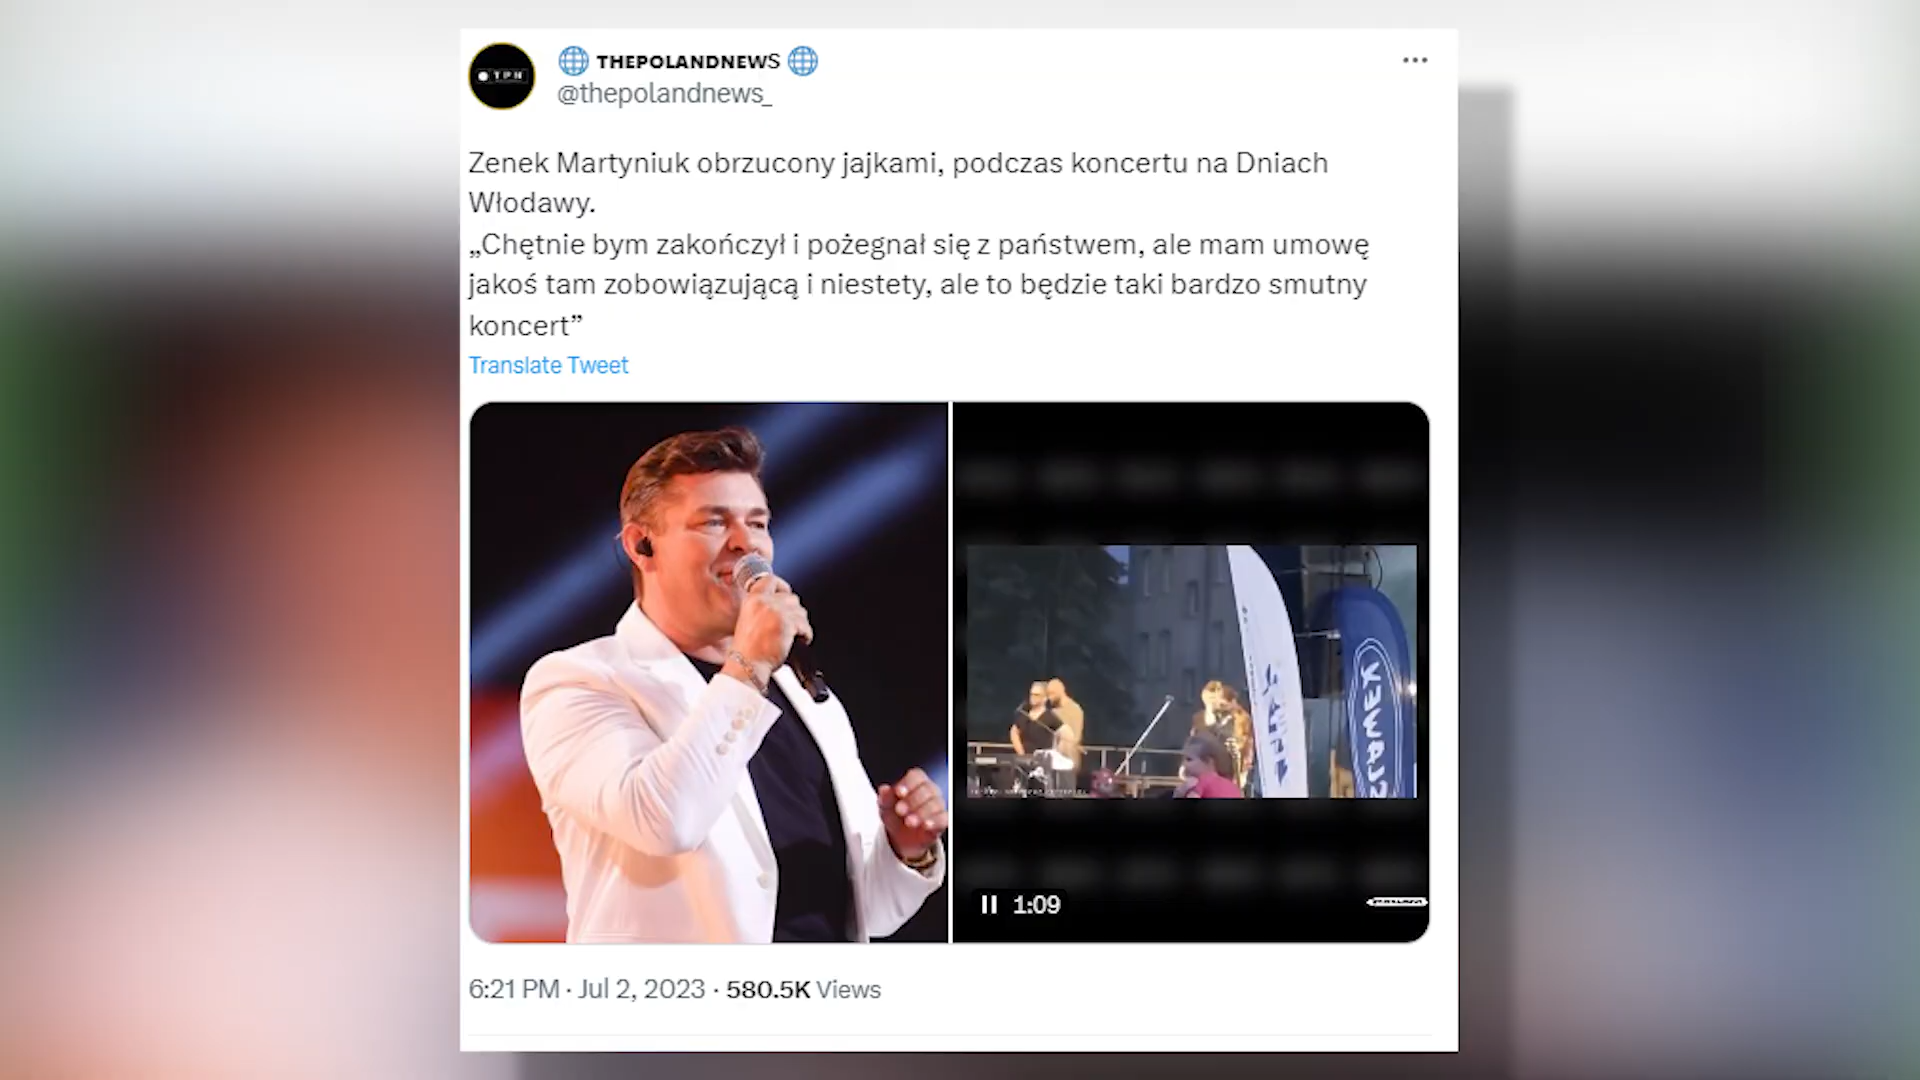 TPN
THEPOLANDNEWS
@thepolandnews_
Zenek Martyniuk obrzucony jajkami, podczas koncertu na Dniach
Włodawy.
„Chętnie bym zakończył i pożegnał się z państwem, ale mam umowę
jakoś tam zobowiązującą i niestety, ale to będzie taki bardzo smutny
koncert”
Translate Tweet
1:09
6:21 PM · Jul 2, 2023 · 580.5K Views